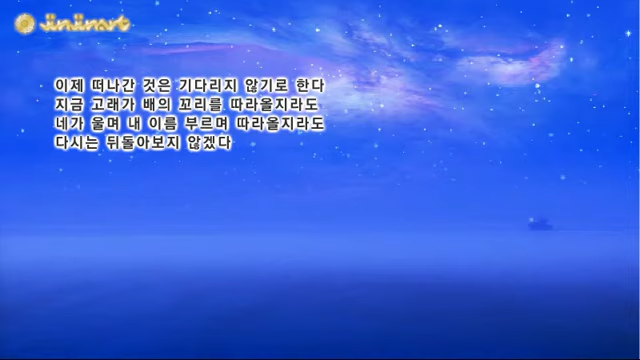 jininart
이제 떠나간 것은 기다리지 않기로 한다
지금 고래가 배의 꼬리를 따라올지라도
네가 울며 내 이름 부르며 따라올지라도
다시는 뒤돌아보지 않겠다